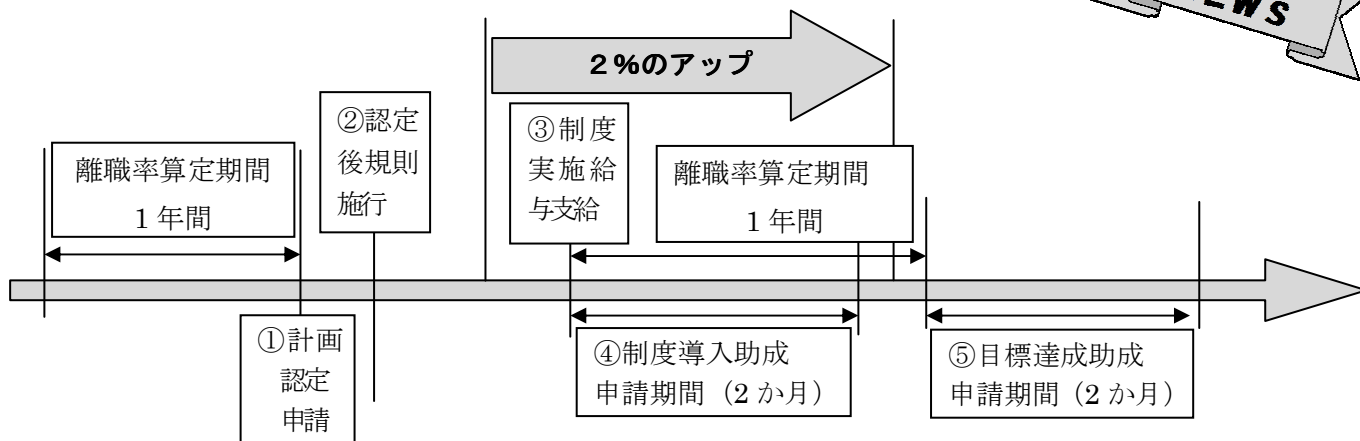 NEWS
2%のアップ
離職率算定期間
1年間
②認定
後規則
施行
③制度
実施給
与支給
離職率算定期間
1年間
①計画
認定
申請
④制度導入助成
申請期間(2か月)
⑤目標達成助成
申請期間(2か月)